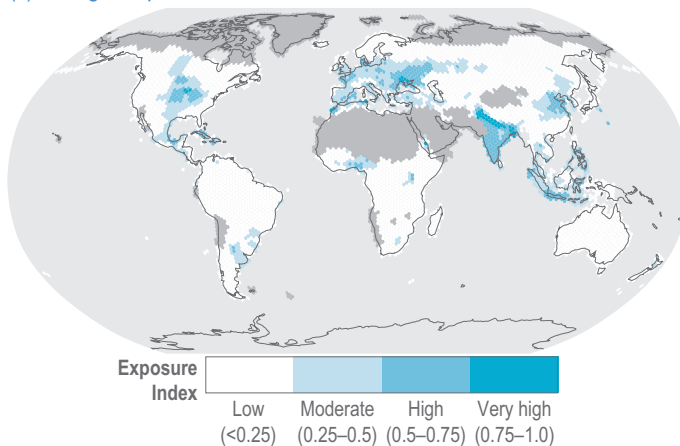 Exposure
Index
Low
(<0.25)
Moderate
(0.25–0.5)
High
(0.5–0.75)
Very high
(0.75–1.0)